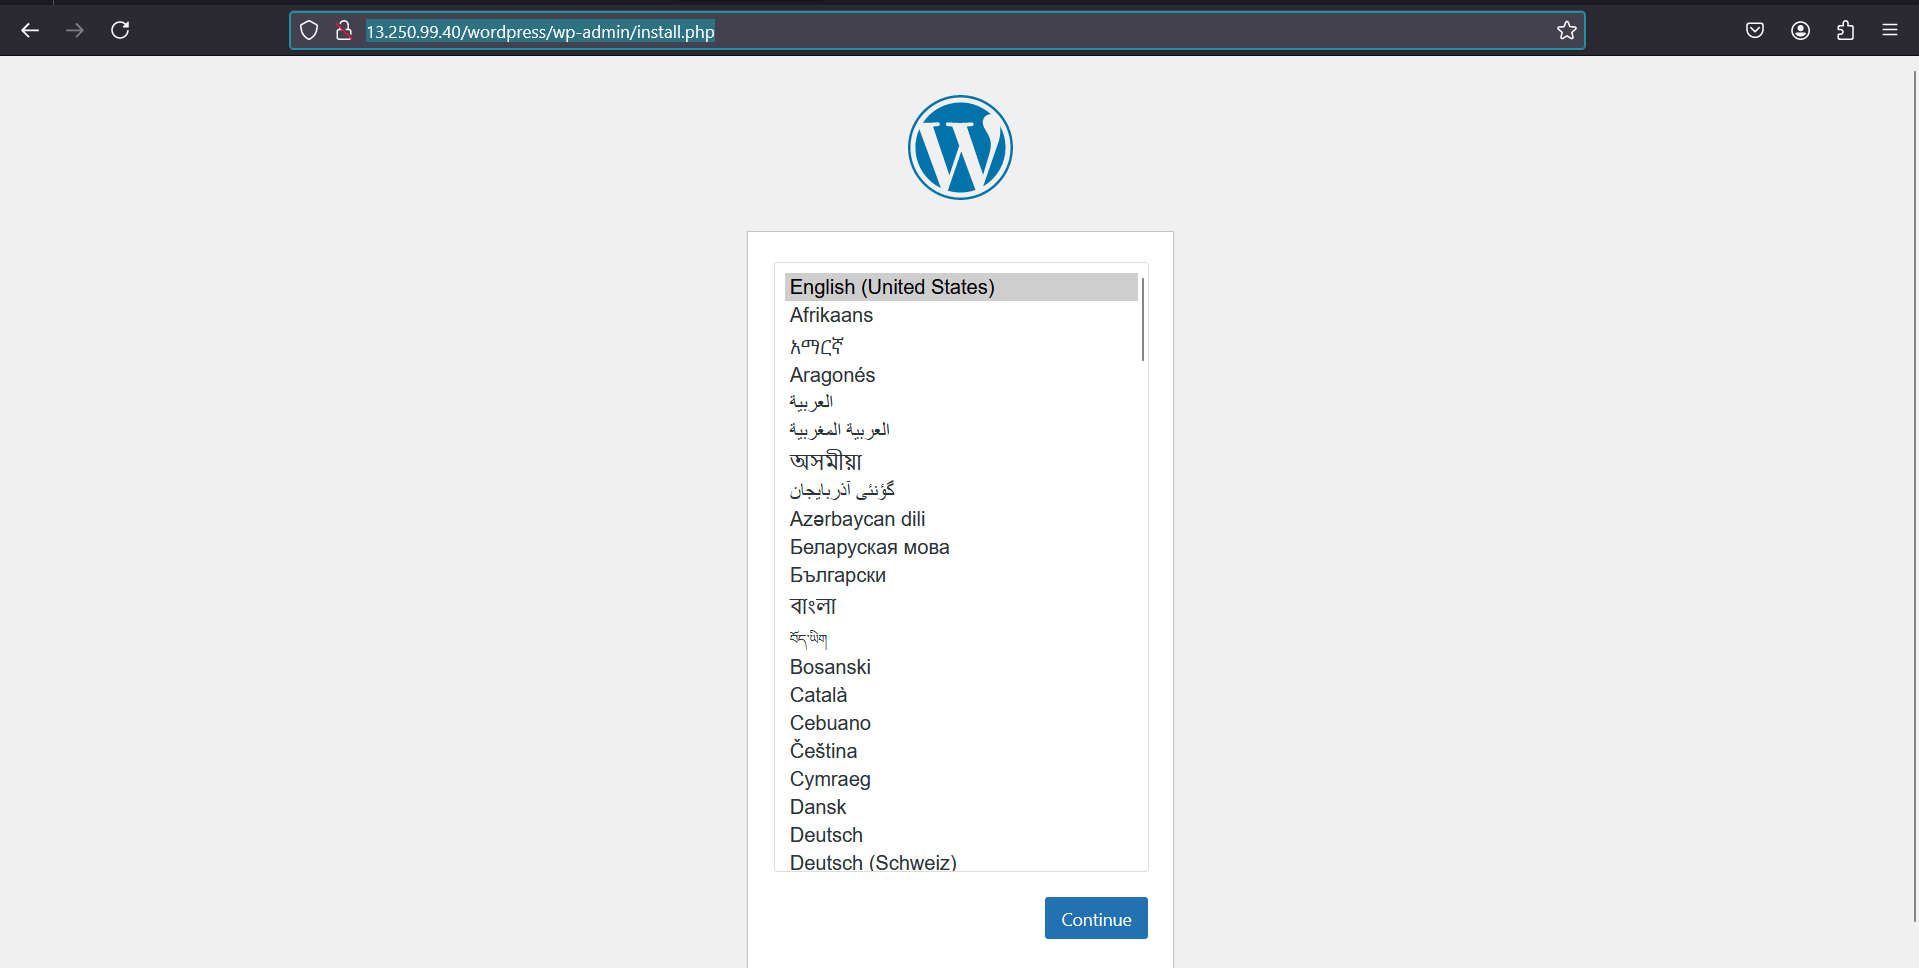 13.250.99.40/wordpress/wp-admin/install.php
English (United States)
Afrikaans
አማርኛ
Aragonés
العربية
العربية المغربية
অসমীয়া
گؤنئی آذربایجان
Azərbaycan dili
Беларуская мова
Български
বাংলা
བོད་ཡིག
Bosanski
Català
Cebuano
Čeština
Cymraeg
Dansk
Deutsch
Deutsch (Schweiz)
Continue